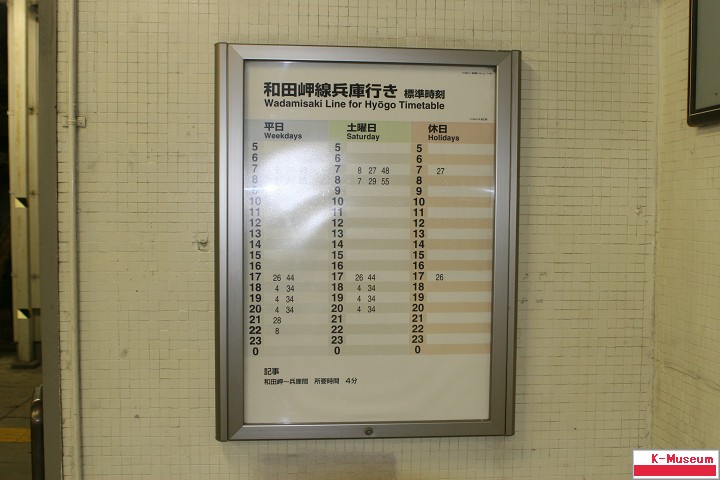 和田岬線兵庫行き 標準時刻
Wadamisaki Line for Hyōgo Timetable
平日 土曜日 休日
Weekdays Saturday Holidays
5 5 5
6 6 6
7 7 8 27 48 7 27
8 8 7 29 55 8
9 9 9
10 10 10
11 11 11
12 12 12
13 13 13
14 14 14
15 15 15
16 16 16
17 26 44 17 26 44 17 26
18 4 34 18 4 34 18
19 4 34 19 4 34 19
20 4 34 20 4 34 20
21 28 21 21
22 8 22 22
23 23 23
0 0 0
記事
和田岬～兵庫間 所要時間 4分
K-Museum